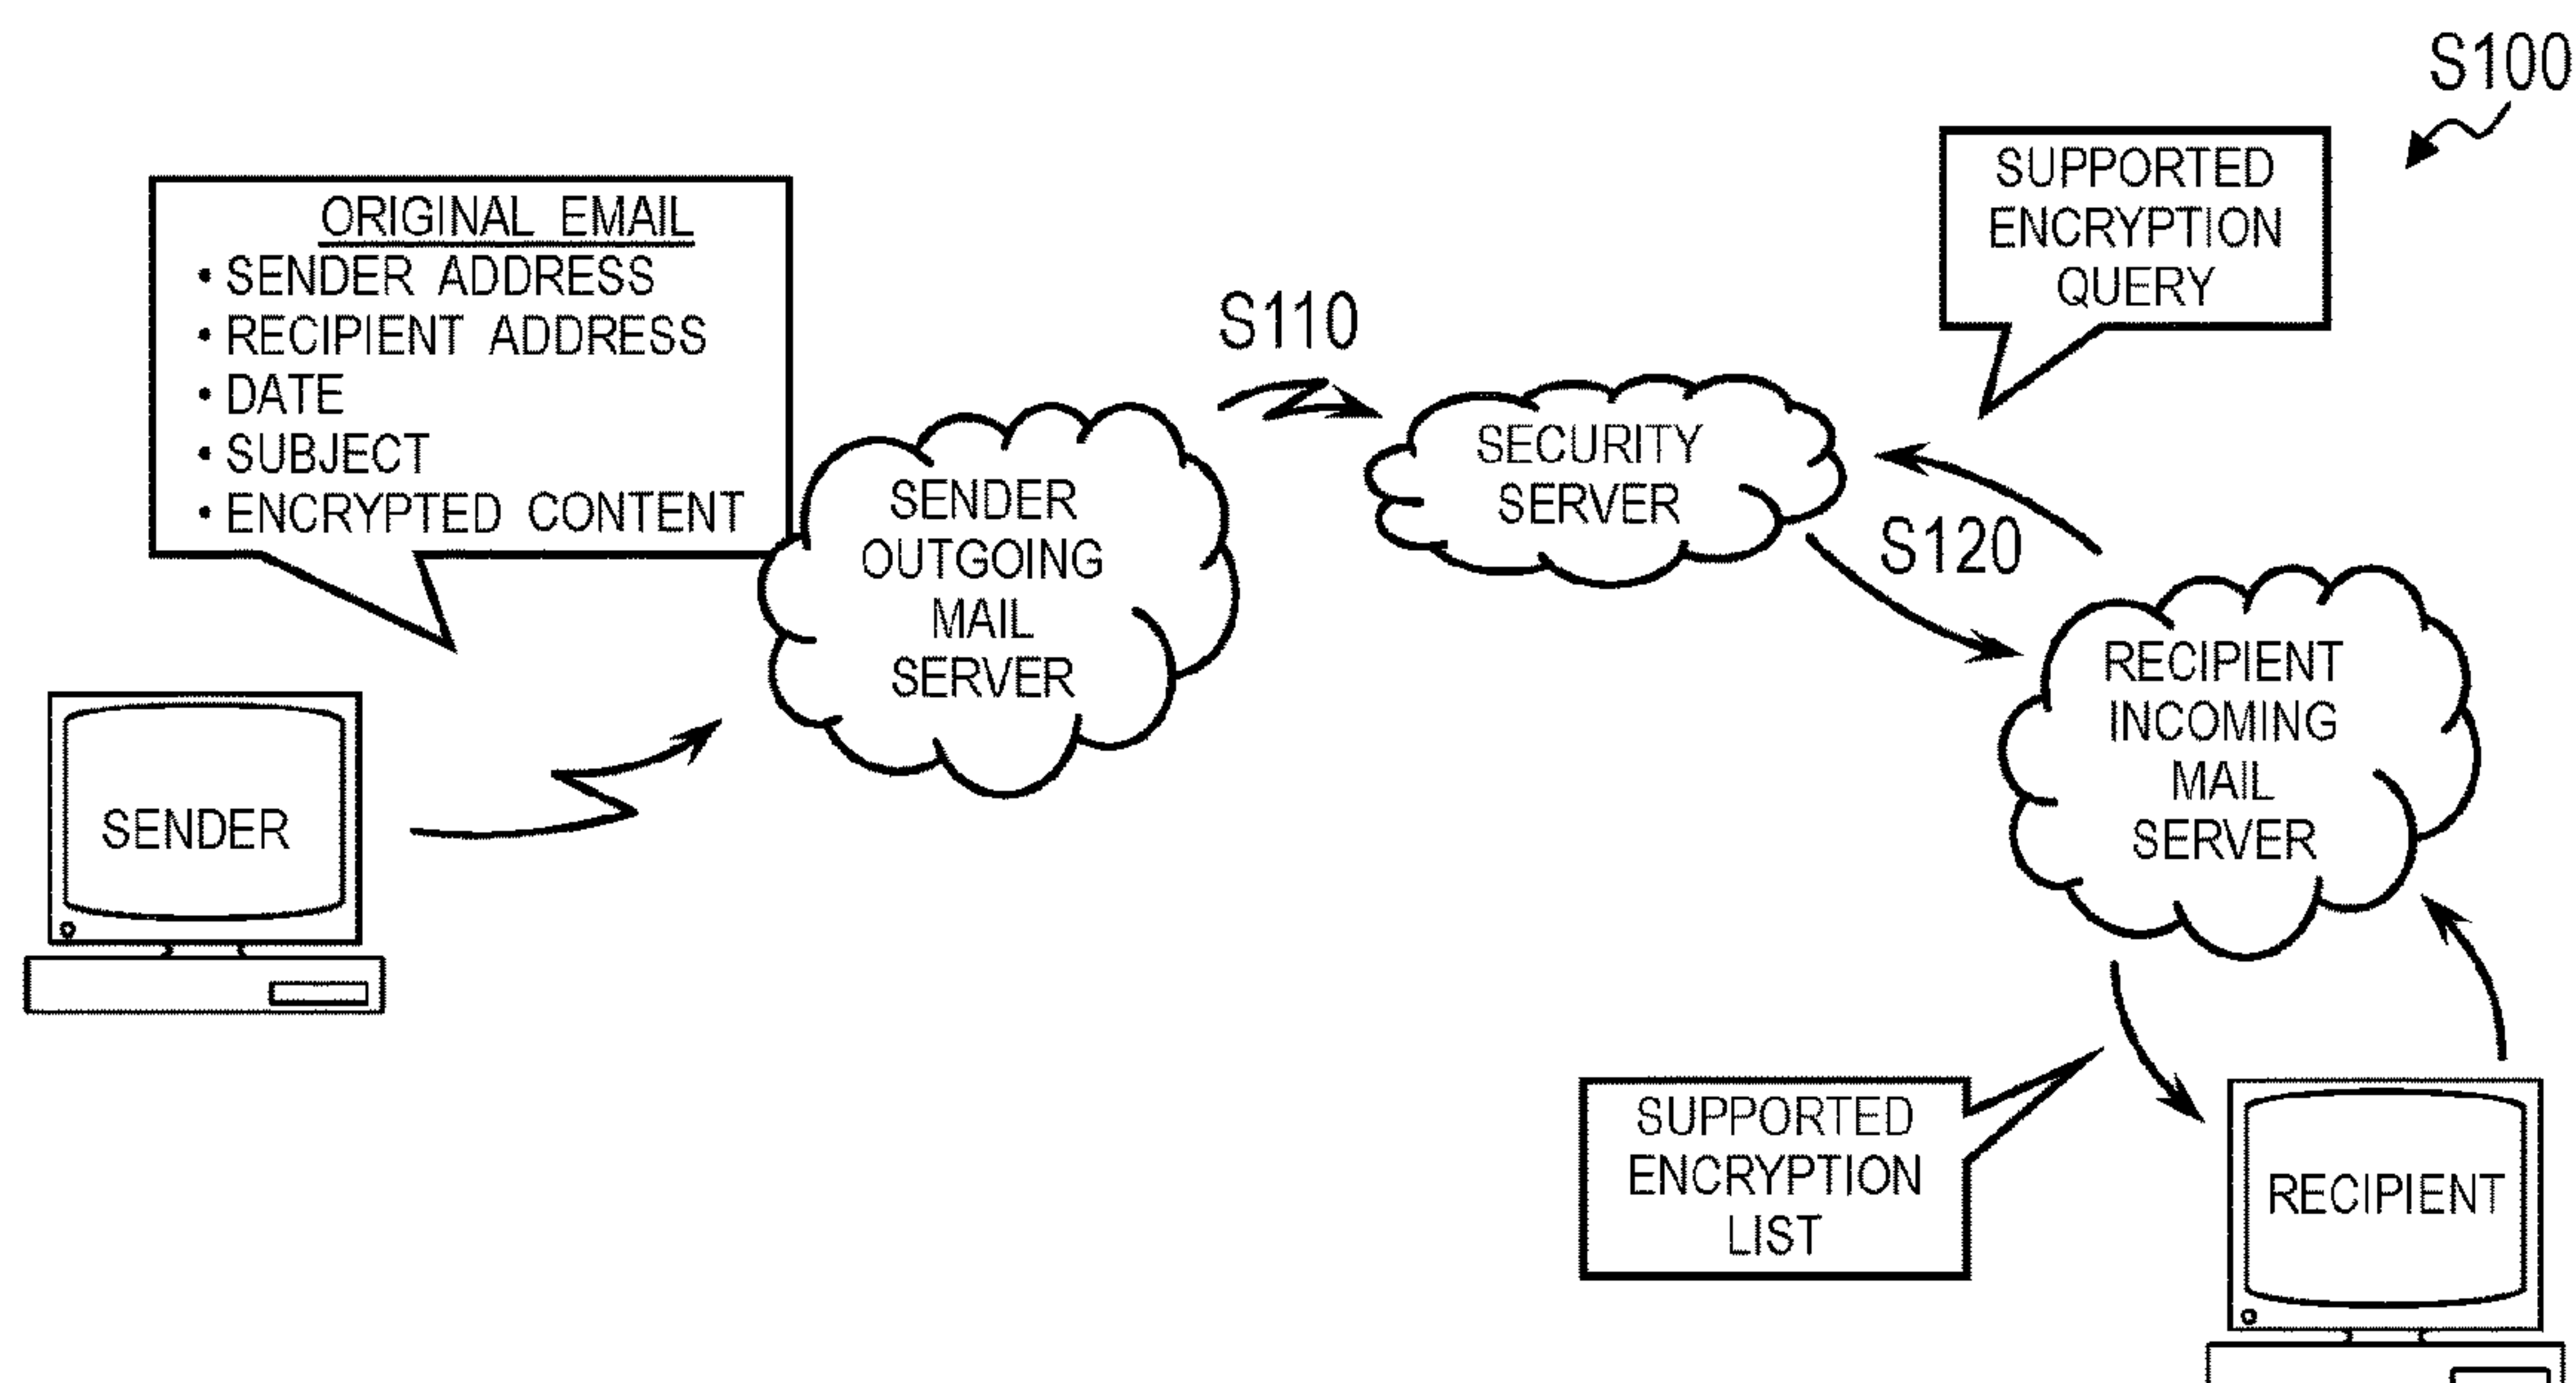 S100
SUPPORTED
ENCRYPTION
QUERY
ORIGINAL EMAIL
• SENDER ADDRESS
• RECIPIENT ADDRESS
• DATE
• SUBJECT
• ENCRYPTED CONTENT
S110
SENDER
OUTGOING
MAIL
SERVER
SECURITY
SERVER
S120
RECIPIENT
INCOMING
MAIL
SERVER
SENDER
SUPPORTED
ENCRYPTION
LIST
RECIPIENT